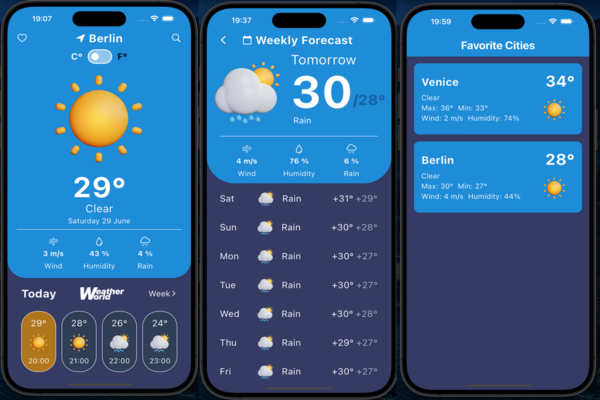 19:07
Berlin
C° F°
29°
Clear
Saturday 29 June
3 m/s 43 % 4 %
Wind Humidity Rain
Today Weather World Week >
29° 28° 26° 24°
20:00 21:00 22:00 23:00
19:37
< Weekly Forecast
Tomorrow
30/28°
Rain
4 m/s 76 % 6 %
Wind Humidity Rain
Sat Rain +31° +29°
Sun Rain +30° +28°
Mon Rain +30° +27°
Tue Rain +30° +27°
Wed Rain +30° +28°
Thu Rain +29° +27°
Fri Rain +30° +27°
19:59
Favorite Cities
Venice 34°
Clear
Max: 36° Min: 33°
Wind: 2 m/s Humidity: 74%
Berlin 28°
Clear
Max: 30° Min: 27°
Wind: 4 m/s Humidity: 44%